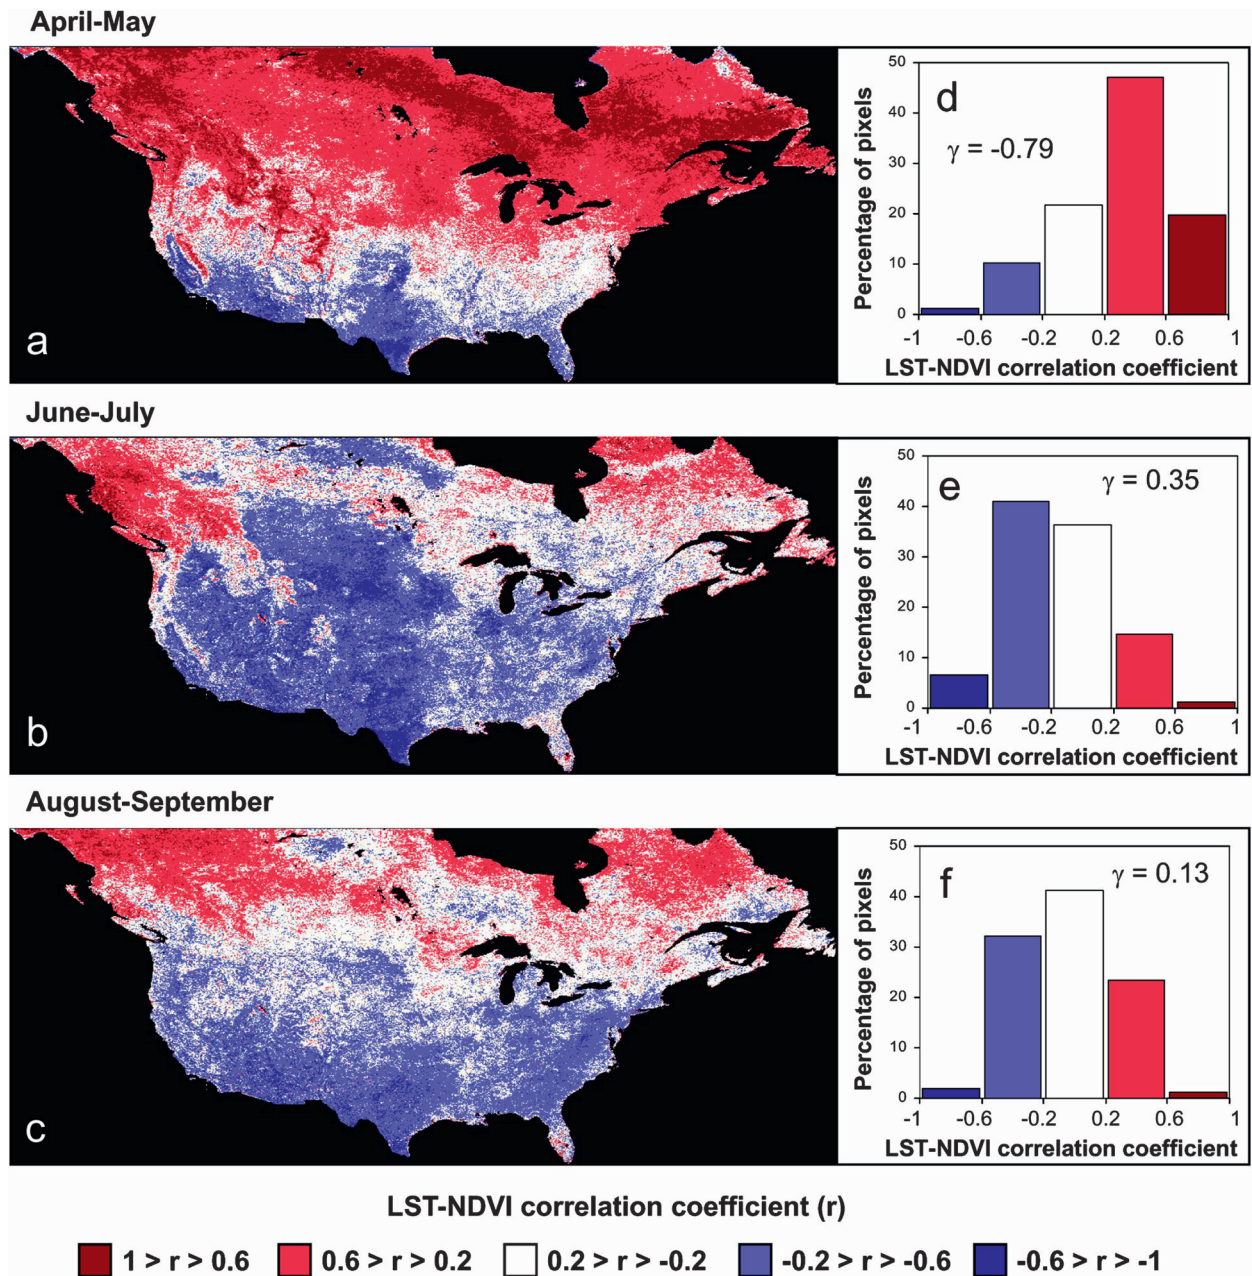 April-May
a
d
γ = -0.79
Percentage of pixels
50
40
30
20
10
0
-1 -0.6 -0.2 0.2 0.6 1
LST-NDVI correlation coefficient
June-July
b
e
γ = 0.35
Percentage of pixels
50
40
30
20
10
0
-1 -0.6 -0.2 0.2 0.6 1
LST-NDVI correlation coefficient
August-September
c
f
γ = 0.13
Percentage of pixels
50
40
30
20
10
0
-1 -0.6 -0.2 0.2 0.6 1
LST-NDVI correlation coefficient
LST-NDVI correlation coefficient (r)
1 > r > 0.6 0.6 > r > 0.2 0.2 > r > -0.2 -0.2 > r > -0.6 -0.6 > r > -1